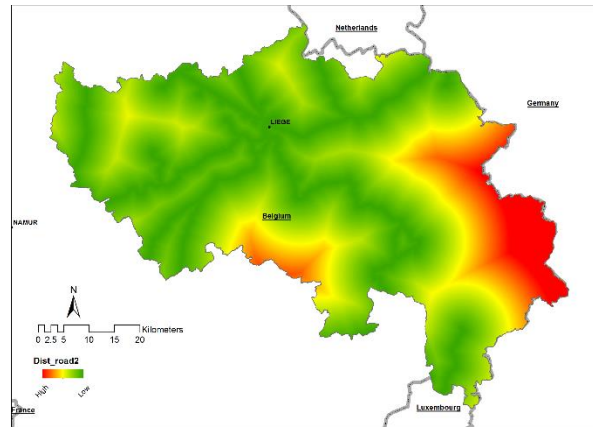 Netherlands
Germany
LIEGE
Belgium
NAMUR
N
0 2.5 5 10 15 20 Kilometers
Dist_road2
High Low
France
Luxembourg